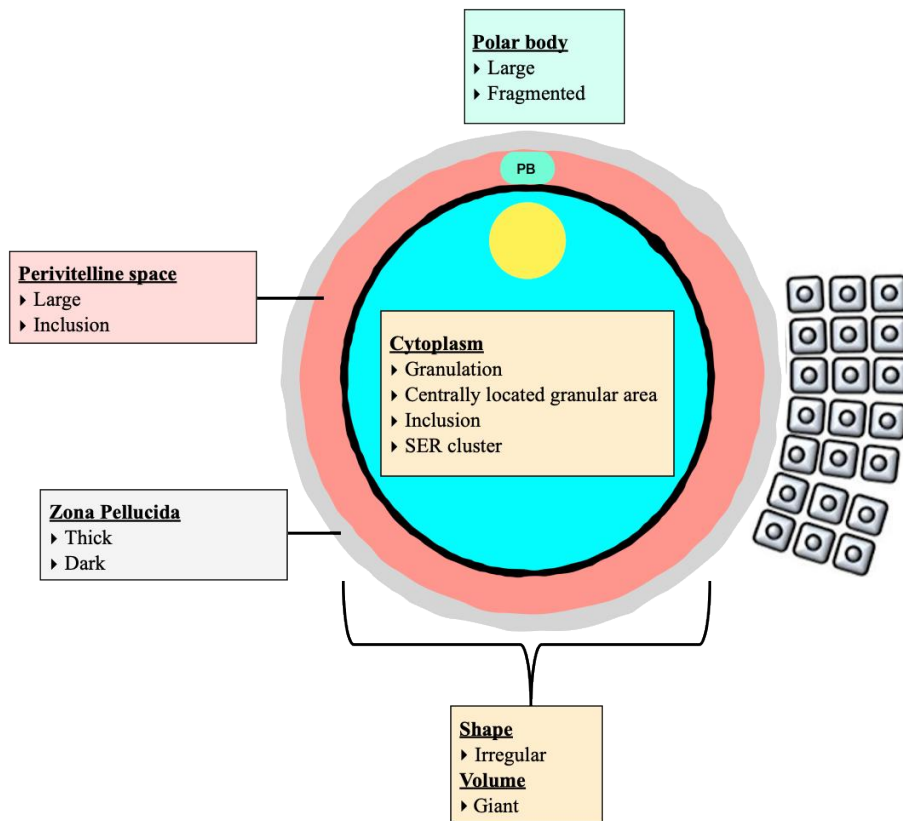 Polar body
‣ Large
‣ Fragmented
PB
Perivitelline space
‣ Large
‣ Inclusion
Cytoplasm
‣ Granulation
‣ Centrally located granular area
‣ Inclusion
‣ SER cluster
Zona Pellucida
‣ Thick
‣ Dark
Shape
‣ Irregular
Volume
‣ Giant